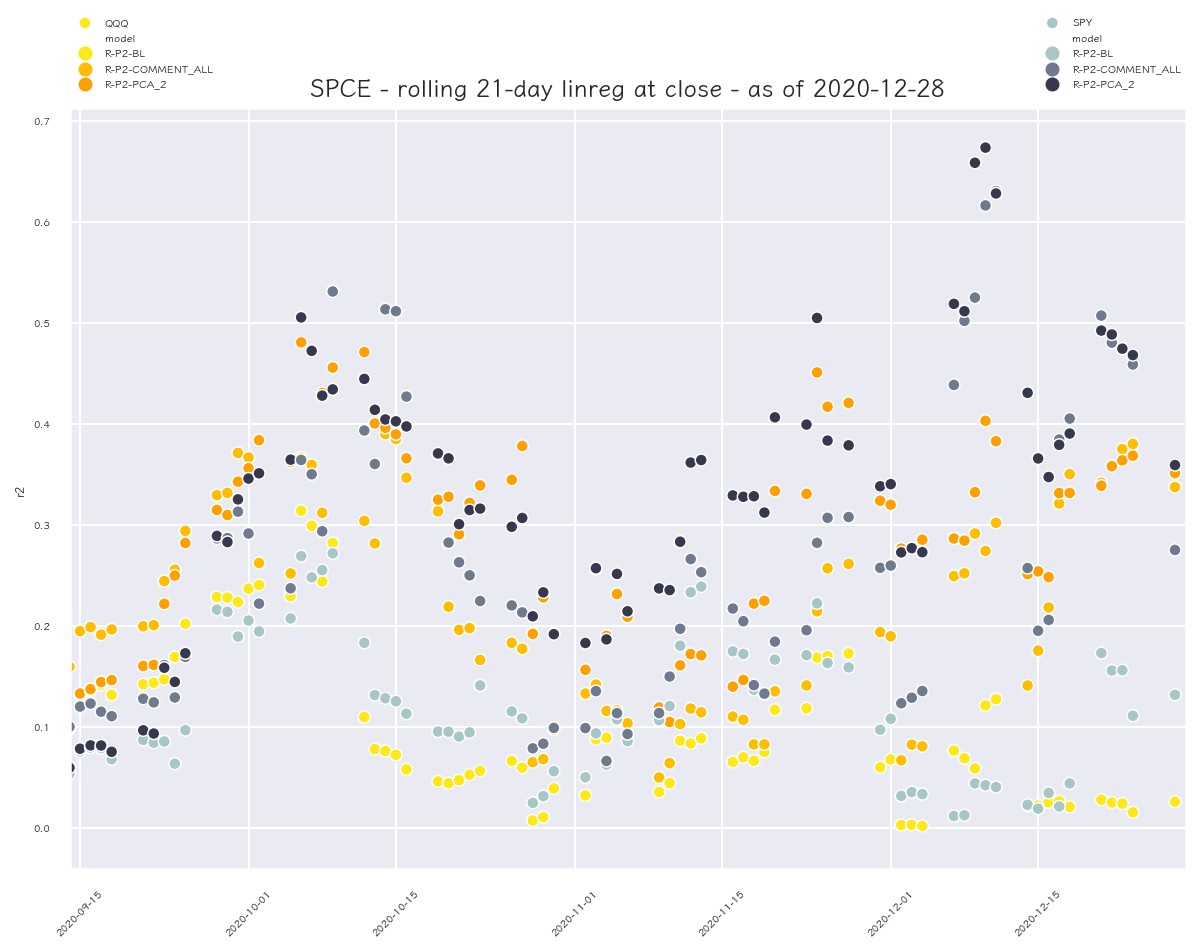 QQQ
model
R-P2-BL
R-P2-COMMENT_ALL
R-P2-PCA_2
SPY
model
R-P2-BL
R-P2-COMMENT_ALL
R-P2-PCA_2
SPCE - rolling 21-day linreg at close - as of 2020-12-28
0.7
0.6
0.5
0.4
0.3
0.2
0.1
0.0
r2
2020-09-15
2020-10-01
2020-10-15
2020-11-01
2020-11-15
2020-12-01
2020-12-15